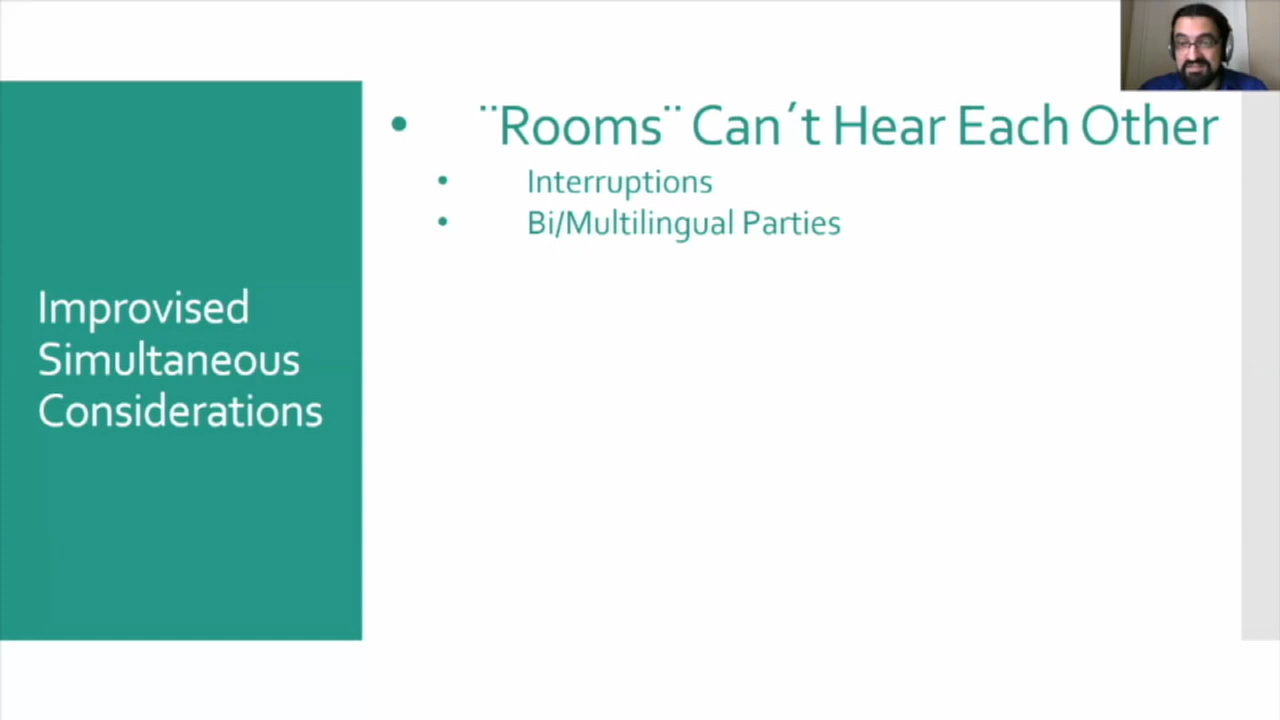 Improvised
Simultaneous
Considerations
• ¨Rooms¨ Can´t Hear Each Other
• Interruptions
• Bi/Multilingual Parties